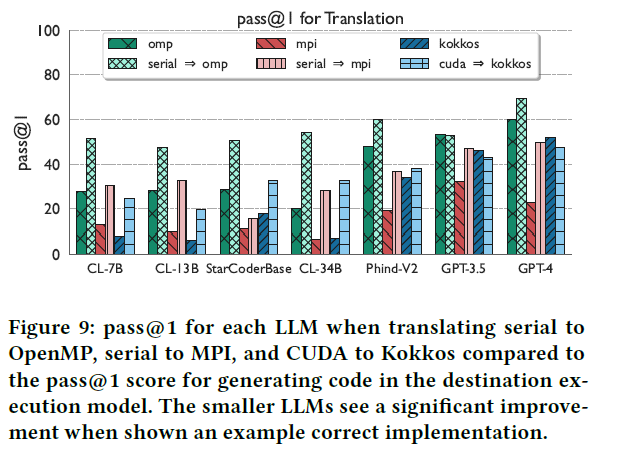 pass@1 for Translation
omp
mpi
kokkos
serial ⇒ omp
serial ⇒ mpi
cuda ⇒ kokkos
pass@1
100
80
60
40
20
0
CL-7B CL-13B StarCoderBase CL-34B Phind-V2 GPT-3.5 GPT-4
Figure 9: pass@1 for each LLM when translating serial to
OpenMP, serial to MPI, and CUDA to Kokkos compared to
the pass@1 score for generating code in the destination ex-
ecution model. The smaller LLMs see a significant improve-
ment when shown an example correct implementation.